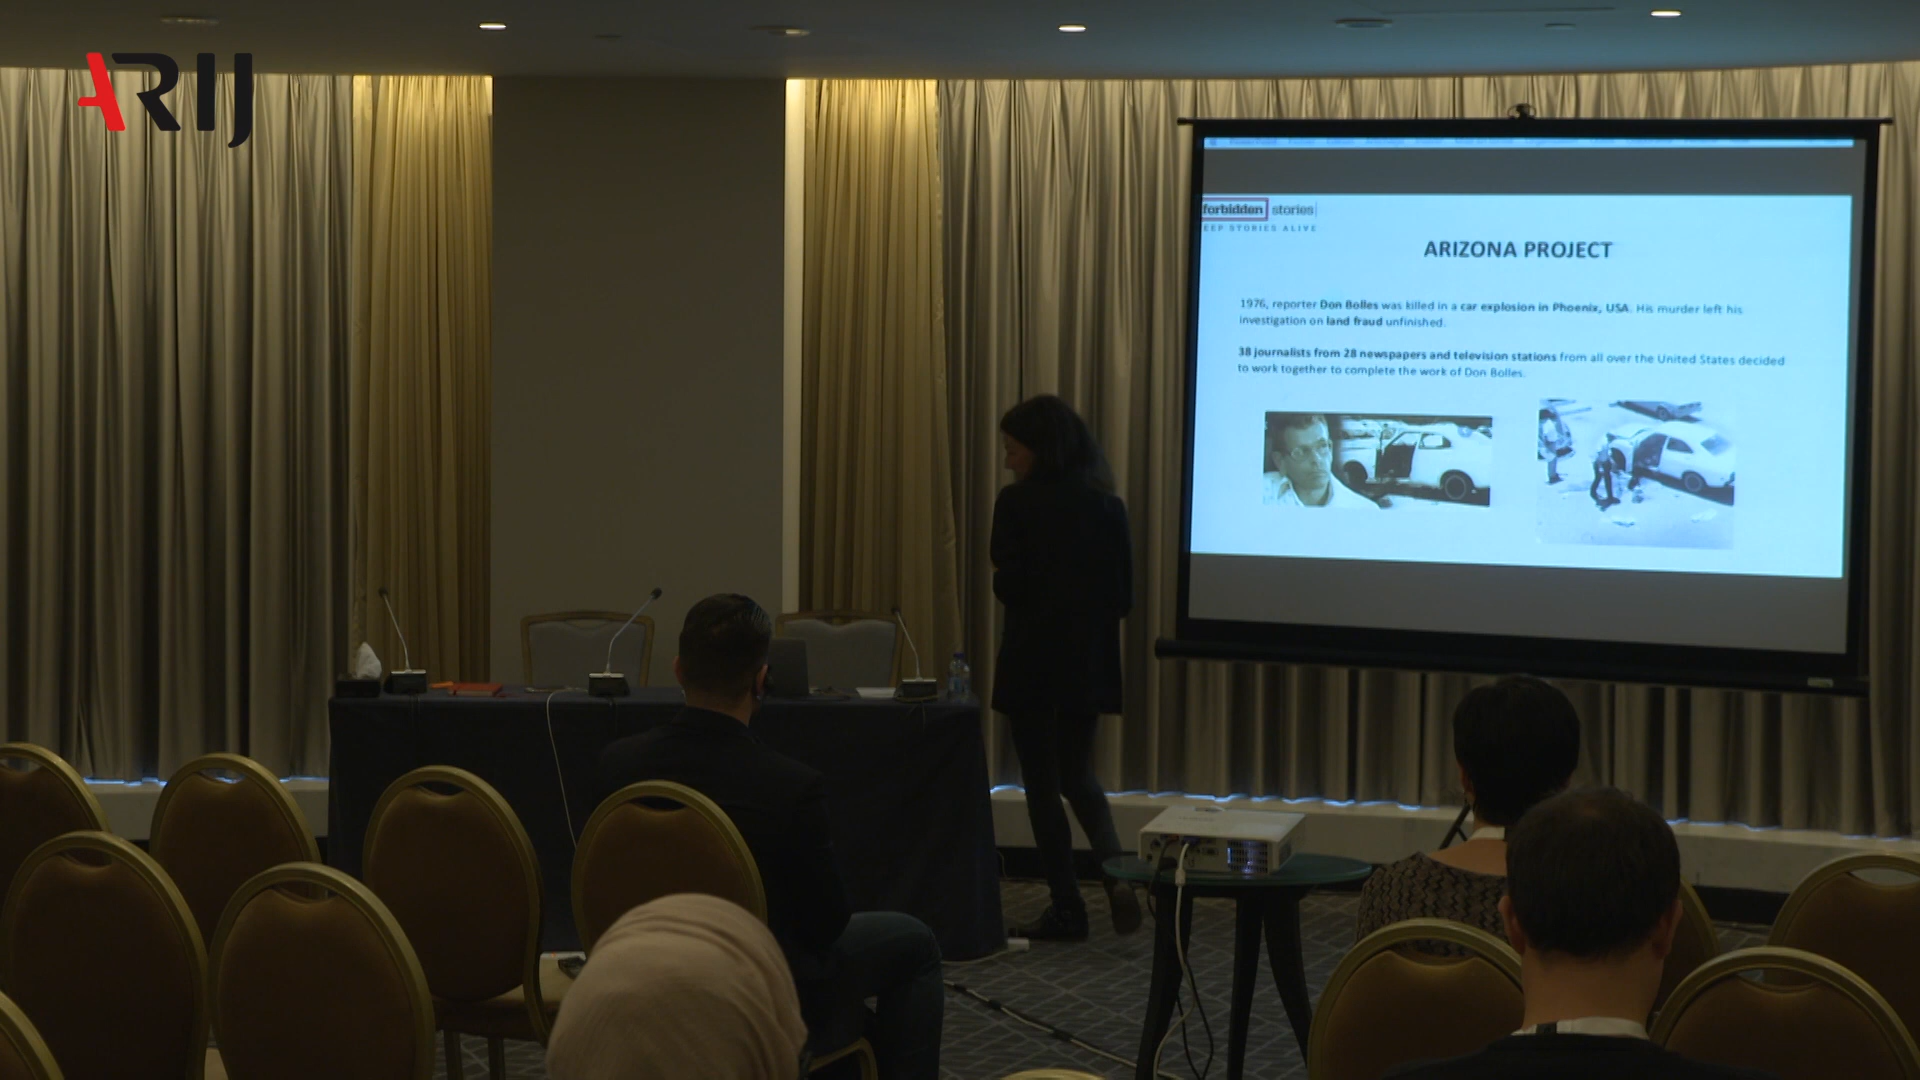 ARIJ
forbidden stories
EEP STORIES ALIVE
ARIZONA PROJECT
1976, reporter Don Bolles was killed in a car explosion in Phoenix, USA. His murder left his
investigation on land fraud unfinished.
38 journalists from 28 newspapers and television stations from all over the United States decided
to work together to complete the work of Don Bolles.